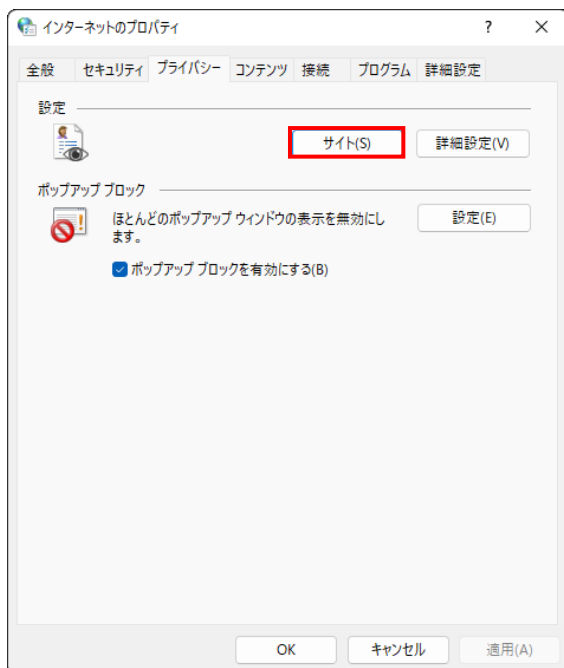 インターネットのプロパティ
?
全般 セキュリティ プライバシー コンテンツ 接続 プログラム 詳細設定
設定
サイト(S) 詳細設定(V)
ポップアップ ブロック
ほとんどのポップアップ ウィンドウの表示を無効にし
ます。
設定(E)
ポップアップ ブロックを有効にする(B)
OK キャンセル 適用(A)